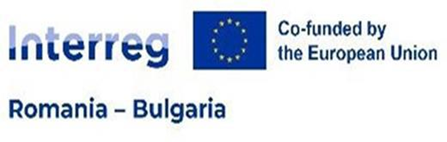 Interreg
Co-funded by
the European Union
Romania – Bulgaria